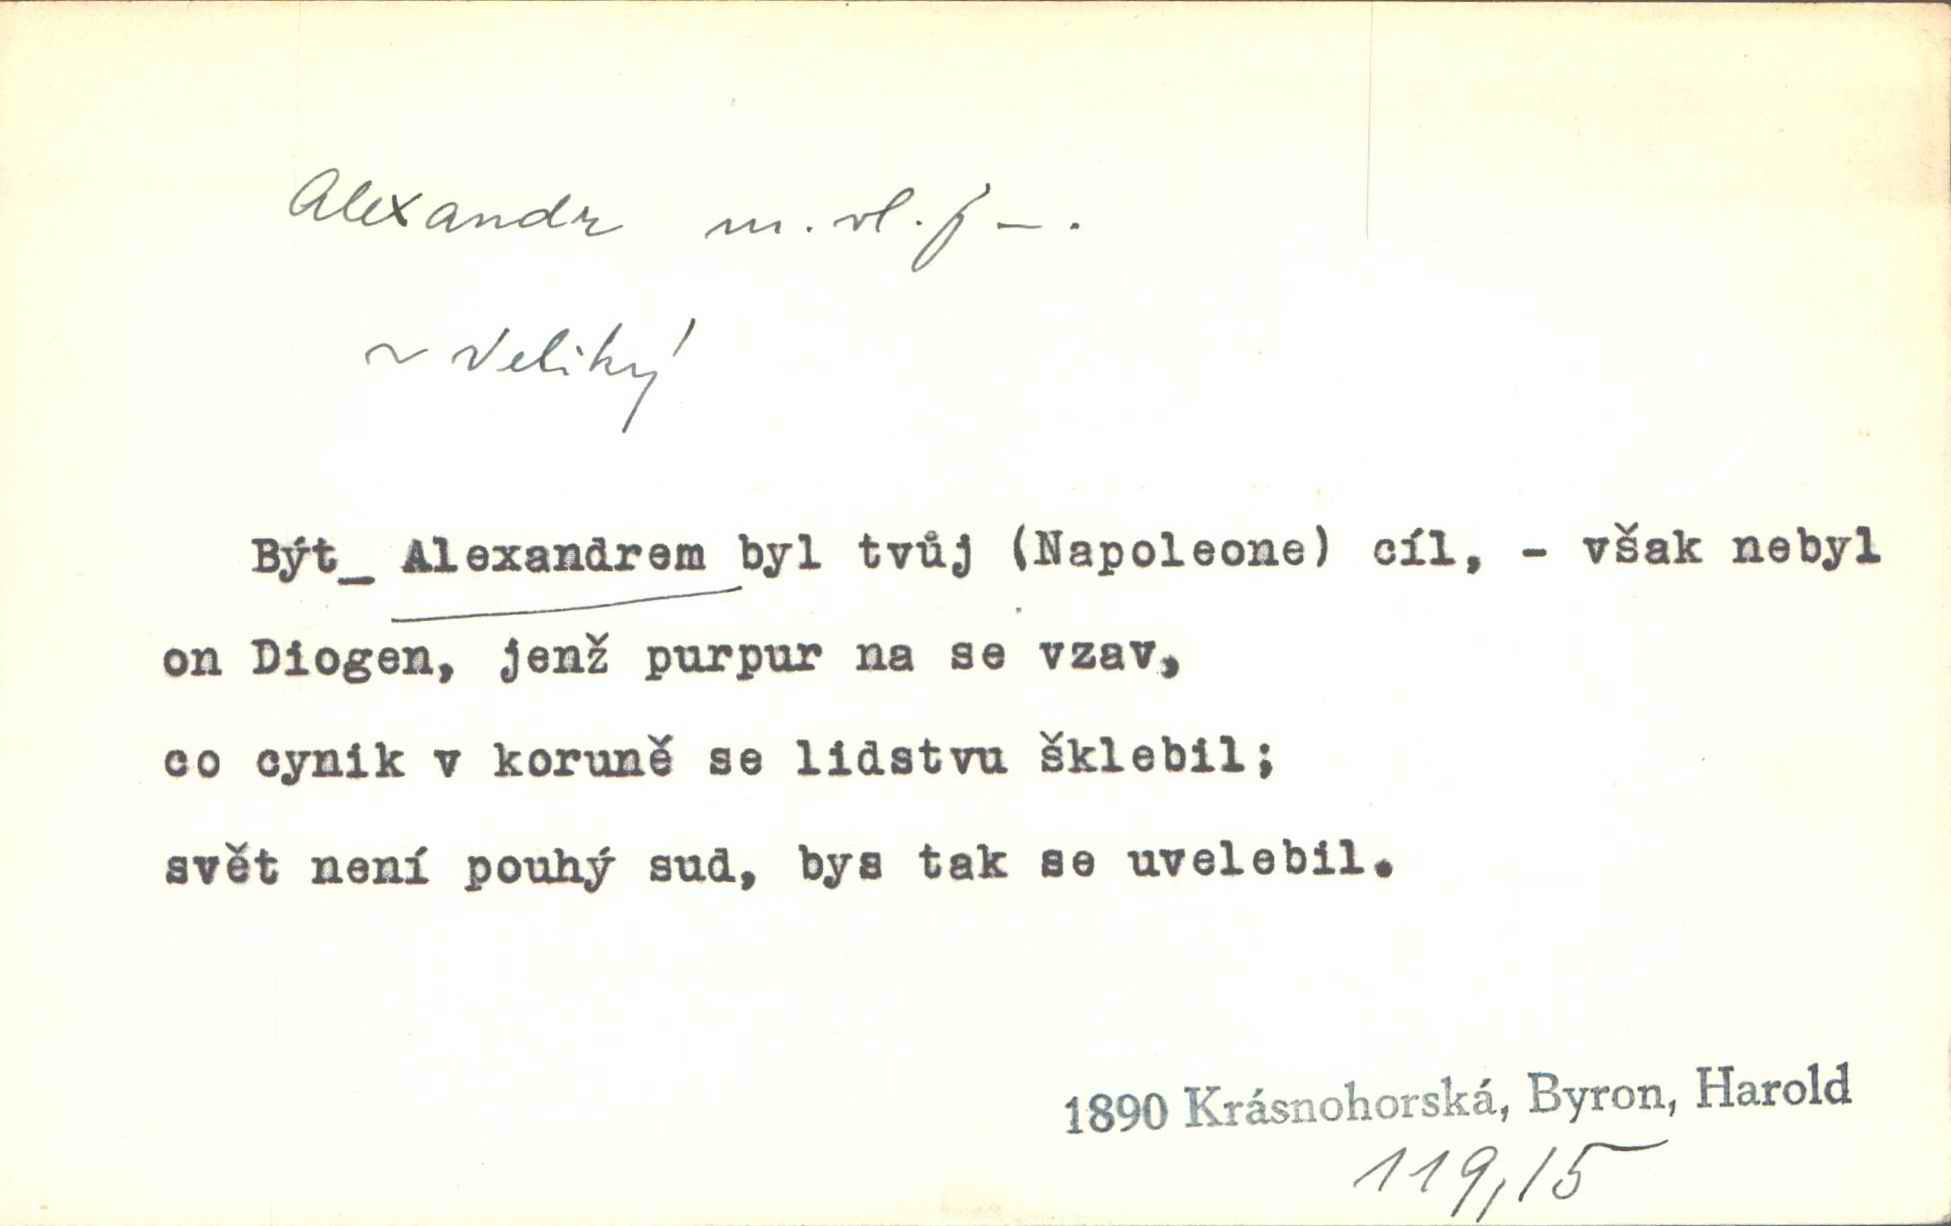 Alexandr m. vl. j –.
~ Veliký
Být_ Alexandrem byl tvůj (Napoleone) cíl, - však nebyl
on Diogen, jenž purpur na se vzav,
co cynik v koruně se lidstvu šklebil;
svět není pouhý sud, bys tak se uvelebil.
1890 Krásnohorská, Byron, Harold
119,15